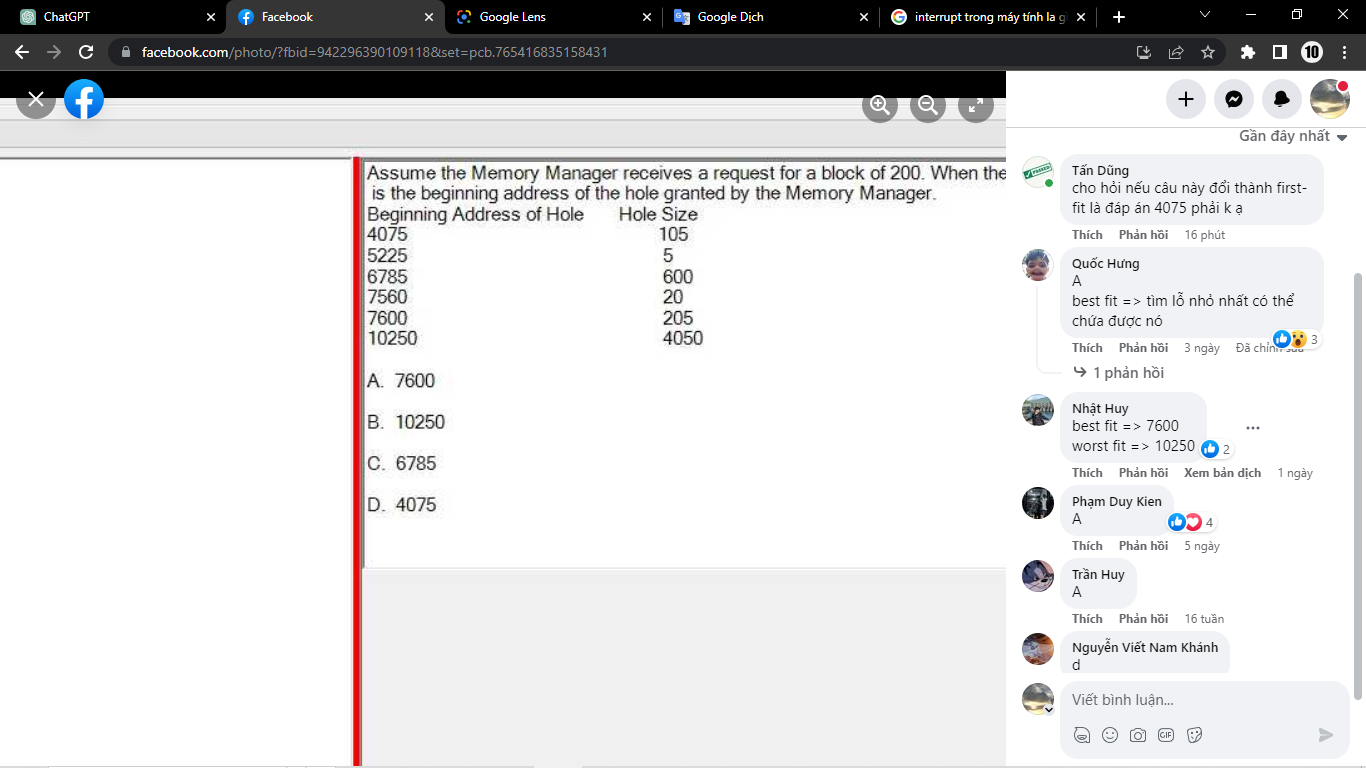 ChatGPT
Facebook
Google Lens
Google Dịch
interrupt trong máy tính la g
facebook.com/photo/?fbid=942296390109118&set=pcb.765416835158431
10
Gần đây nhất
Assume the Memory Manager receives a request for a block of 200. When the
is the beginning address of the hole granted by the Memory Manager.
Beginning Address of Hole Hole Size
4075 105
5225 5
6785 600
7560 20
7600 205
10250 4050
A. 7600
B. 10250
C. 6785
D. 4075
PASSED
Tấn Dũng
cho hỏi nếu câu này đổi thành first-
fit là đáp án 4075 phải k ạ
Thích Phản hồi 16 phút
Quốc Hưng
A
best fit => tìm lỗ nhỏ nhất có thể
chứa được nó
3
Thích Phản hồi 3 ngày Đã chỉnh sửa
1 phản hồi
Nhật Huy
best fit => 7600
worst fit => 10250
2
Thích Phản hồi Xem bản dịch 1 ngày
Phạm Duy Kien
A
4
Thích Phản hồi 5 ngày
Trần Huy
A
Thích Phản hồi 16 tuần
Nguyễn Viết Nam Khánh
d
Viết bình luận...
GIF